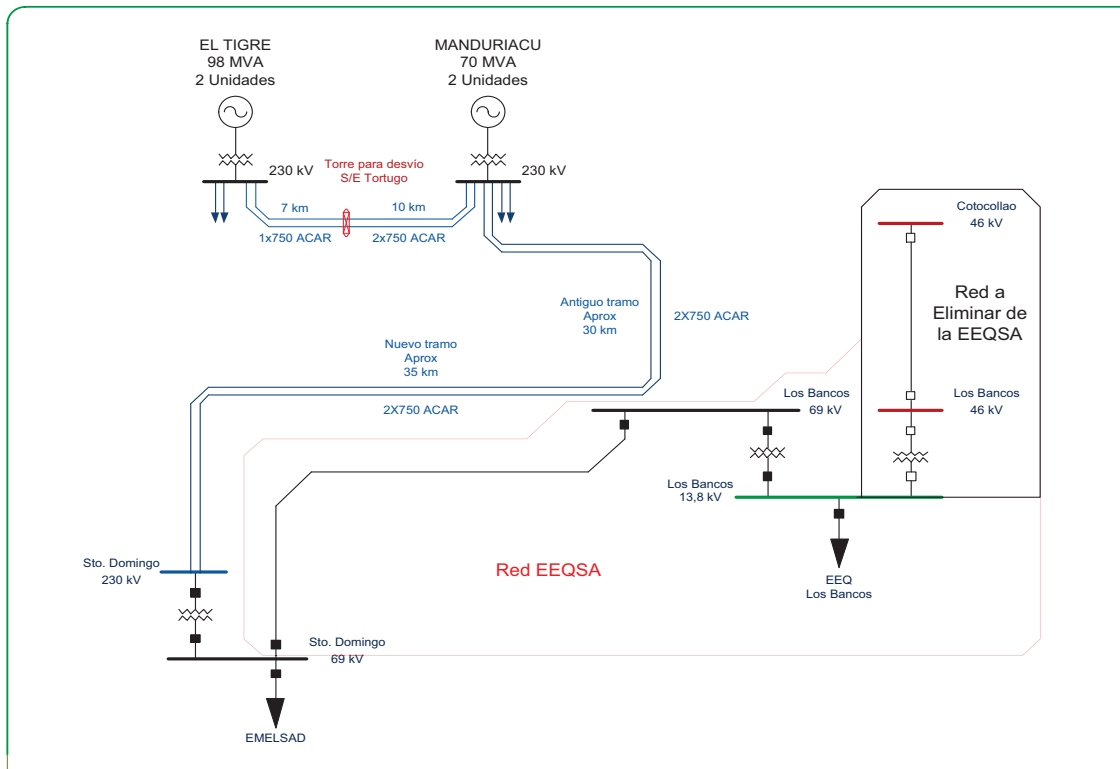 EL TIGRE
98 MVA
2 Unidades
MANDURIACU
70 MVA
2 Unidades
230 kV
Torre para desvio
S/E Tortugo
230 kV
7 km
10 km
1x750 ACAR
2x750 ACAR
Cotocollao
46 kV
Red a
Eliminar de
la EEQSA
Antiguo tramo
Aprox
30 km
2X750 ACAR
Nuevo tramo
Aprox
35 km
2X750 ACAR
Los Bancos
69 kV
Los Bancos
46 kV
Los Bancos
13,8 kV
Sto. Domingo
230 kV
Red EEQSA
EEQ
Los Bancos
Sto. Domingo
69 kV
EMELSAD